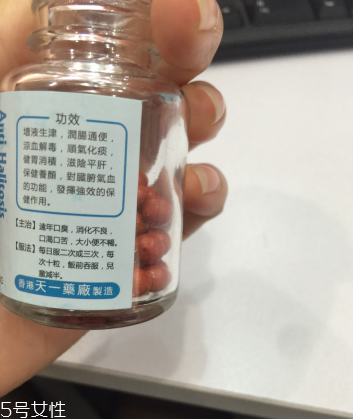 Anti-Halitosis
功效
增液生津，潤腸通便，
涼血解毒，順氣化痰，
健胃消積，滋陰平肝，
保健養顏，對國腑氣血
的功能，發揮強效的保
健作用。
【主治】遠年口臭，消化不良，
口渴口苦，大小便不暢。
【服法】每日服二次或三次，每
次十粒，飯前吞服，兒
童減半。
香港天一藥廠製造
5号女性